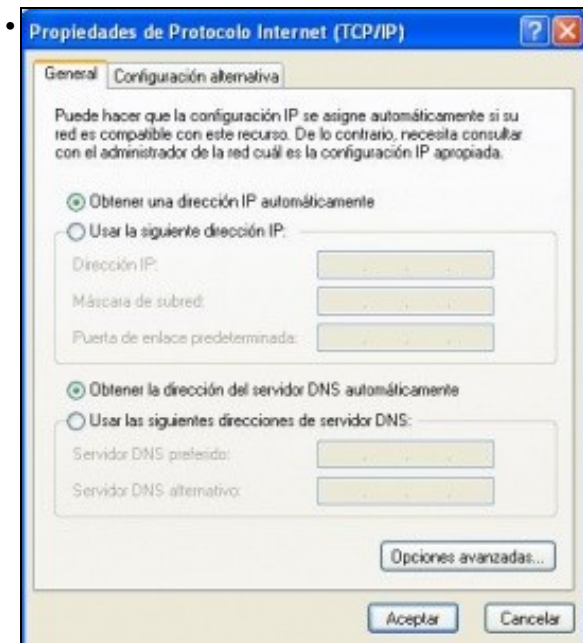 Propiedades de Protocolo Internet (TCP/IP)
General Configuración alternativa
Puede hacer que la configuración IP se asigne automáticamente si su
red es compatible con este recurso. De lo contrario, necesita consultar
con el administrador de la red cuál es la configuración IP apropiada.
Obtener una dirección IP automáticamente
Usar la siguiente dirección IP:
Dirección IP:
Máscara de subred:
Puerta de enlace predeterminada:
Obtener la dirección del servidor DNS automáticamente
Usar las siguientes direcciones de servidor DNS:
Servidor DNS preferido:
Servidor DNS alternativo:
Opciones avanzadas...
Aceptar Cancelar